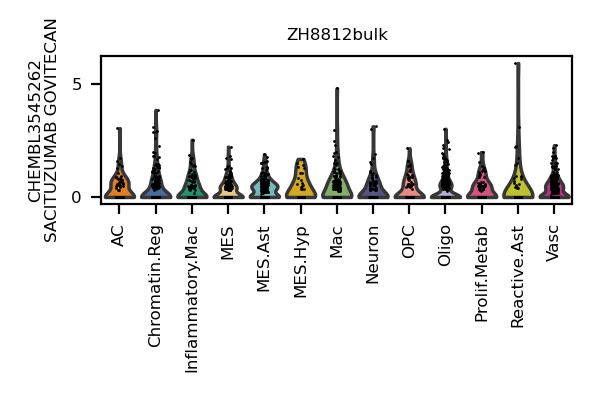 ZH8812bulk
CHEMBL3545262
SACITUZUMAB GOVITECAN
5
0
AC
Chromatin.Reg
Inflammatory.Mac
MES
MES.Ast
MES.Hyp
Mac
Neuron
OPC
Oligo
Prolif.Metab
Reactive.Ast
Vasc